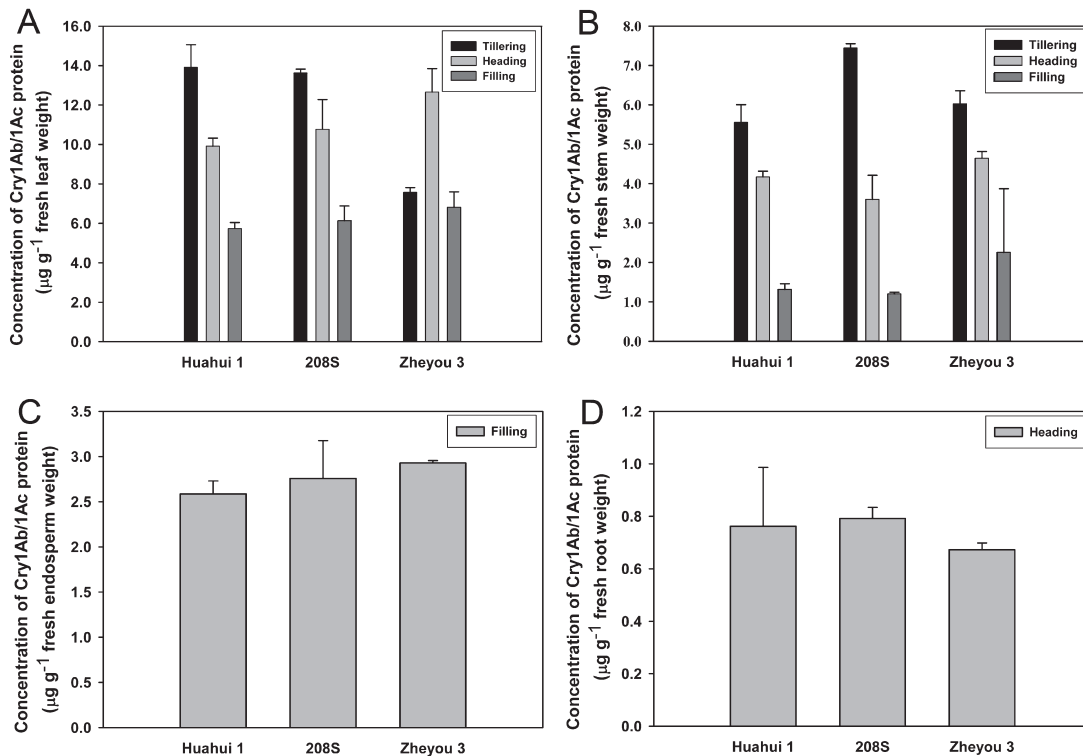 A
Concentration of Cry1Ab/1Ac protein
(μg g⁻¹ fresh leaf weight)
16.0
14.0
12.0
10.0
8.0
6.0
4.0
2.0
0.0
Tillering
Heading
Filling
Huahui 1 208S Zheyou 3
B
Concentration of Cry1Ab/1Ac protein
(μg g⁻¹ fresh stem weight)
8.0
7.0
6.0
5.0
4.0
3.0
2.0
1.0
0.0
Tillering
Heading
Filling
Huahui 1 208S Zheyou 3
C
Concentration of Cry1Ab/1Ac protein
(μg g⁻¹ fresh endosperm weight)
3.5
3.0
2.5
2.0
1.5
1.0
0.5
0.0
Filling
Huahui 1 208S Zheyou 3
D
Concentration of Cry1Ab/1Ac protein
(μg g⁻¹ fresh root weight)
1.2
1.0
0.8
0.6
0.4
0.2
0.0
Heading
Huahui 1 208S Zheyou 3